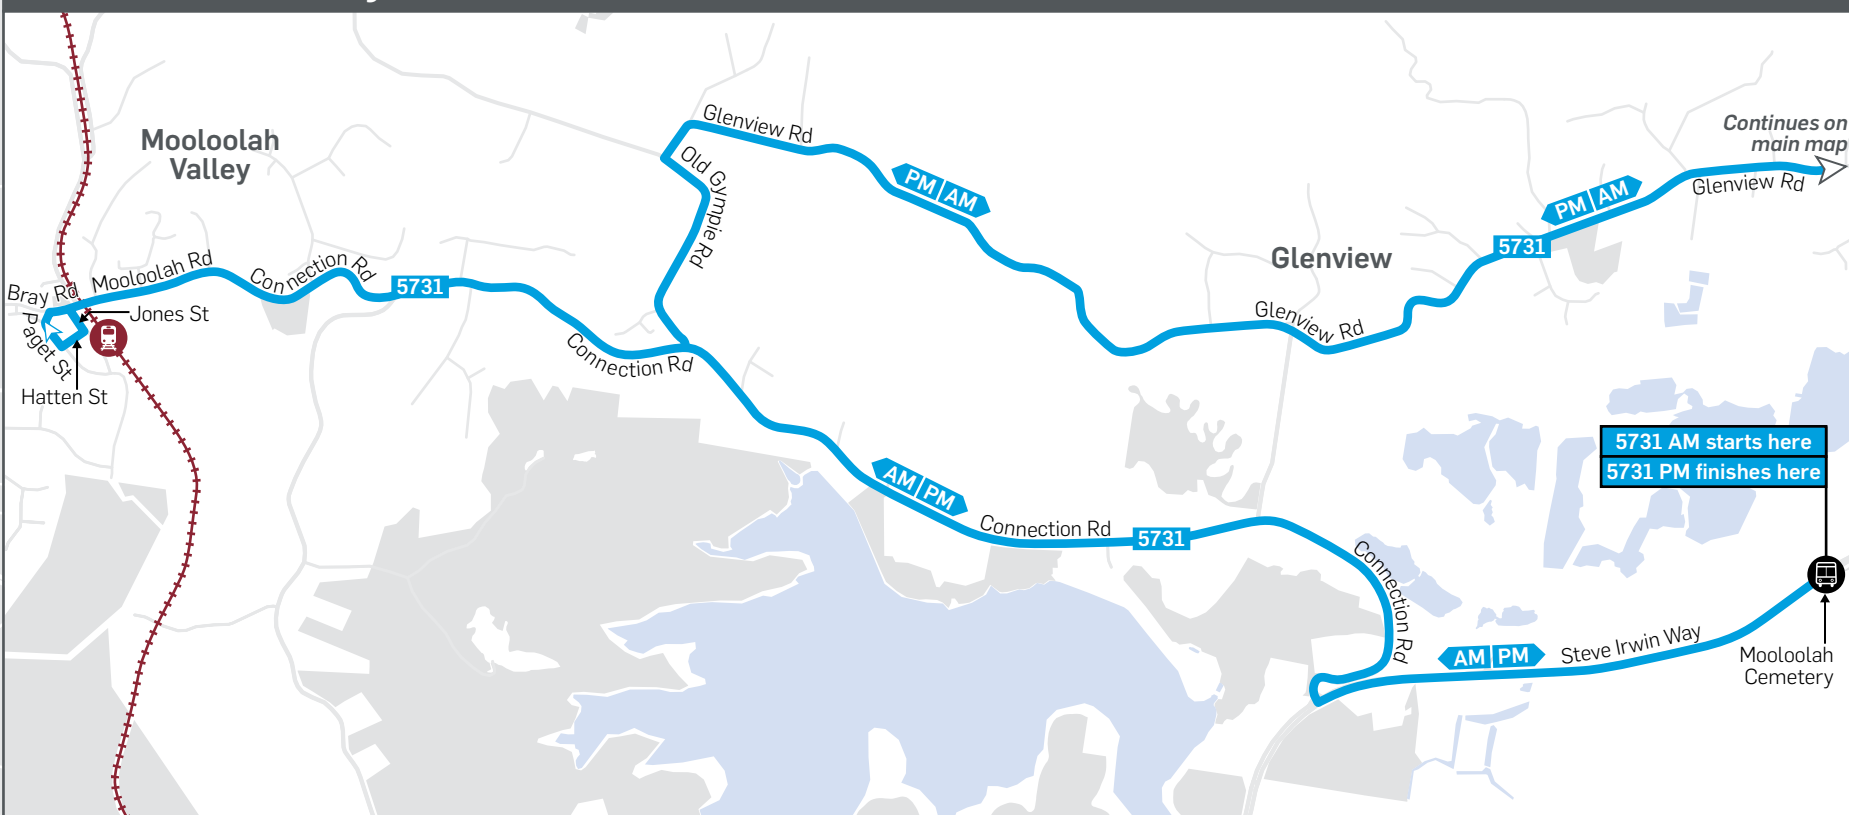 Continues on
main map
Glenview Rd
Mooloolah
Valley
Old Gympie Rd
PM AM
PM AM
Glenview Rd
5731
Glenview
Mooloolah Rd
Connection Rd
5731
Bray Rd
Jones St
Paget St
Hatten St
Glenview Rd
Connection Rd
5731 AM starts here
5731 PM finishes here
AM PM
Connection Rd
5731
Connection Rd
AM PM
Steve Irwin Way
Mooloolah
Cemetery